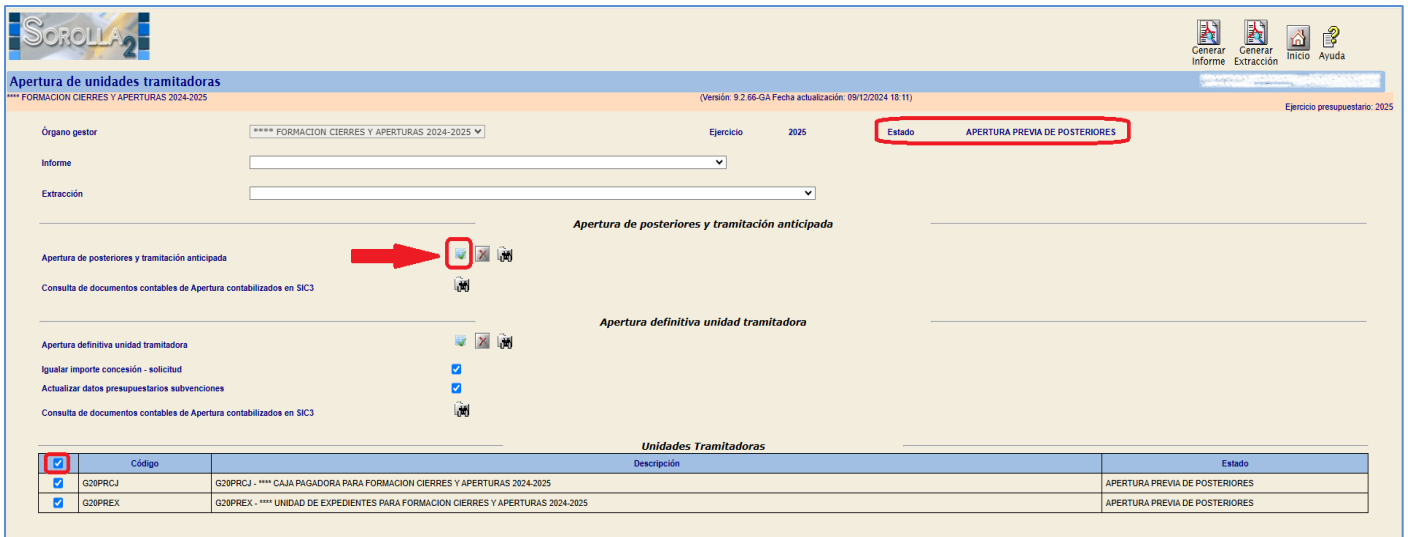 SOROLLA2
Generar Informe
Generar Extracción
Inicio
Ayuda
Apertura de unidades tramitadoras
**** FORMACION CIERRES Y APERTURAS 2024-2025 (Versión: 9.2.66-GA Fecha actualización: 09/12/2024 18:11)
Ejercicio presupuestario: 2025
Órgano gestor **** FORMACION CIERRES Y APERTURAS 2024-2025 Ejercicio 2025 Estado APERTURA PREVIA DE POSTERIORES
Informe
Extracción
Apertura de posteriores y tramitación anticipada
Apertura de posteriores y tramitación anticipada
Consulta de documentos contables de Apertura contabilizados en SIC3
Apertura definitiva unidad tramitadora
Apertura definitiva unidad tramitadora
Igualar importe concesión - solicitud
Actualizar datos presupuestarios subvenciones
Consulta de documentos contables de Apertura contabilizados en SIC3
Unidades Tramitadoras
Código Descripción Estado
G20PRCJ G20PRCJ - **** CAJA PAGADORA PARA FORMACION CIERRES Y APERTURAS 2024-2025 APERTURA PREVIA DE POSTERIORES
G20PREX G20PREX - **** UNIDAD DE EXPEDIENTES PARA FORMACION CIERRES Y APERTURAS 2024-2025 APERTURA PREVIA DE POSTERIORES